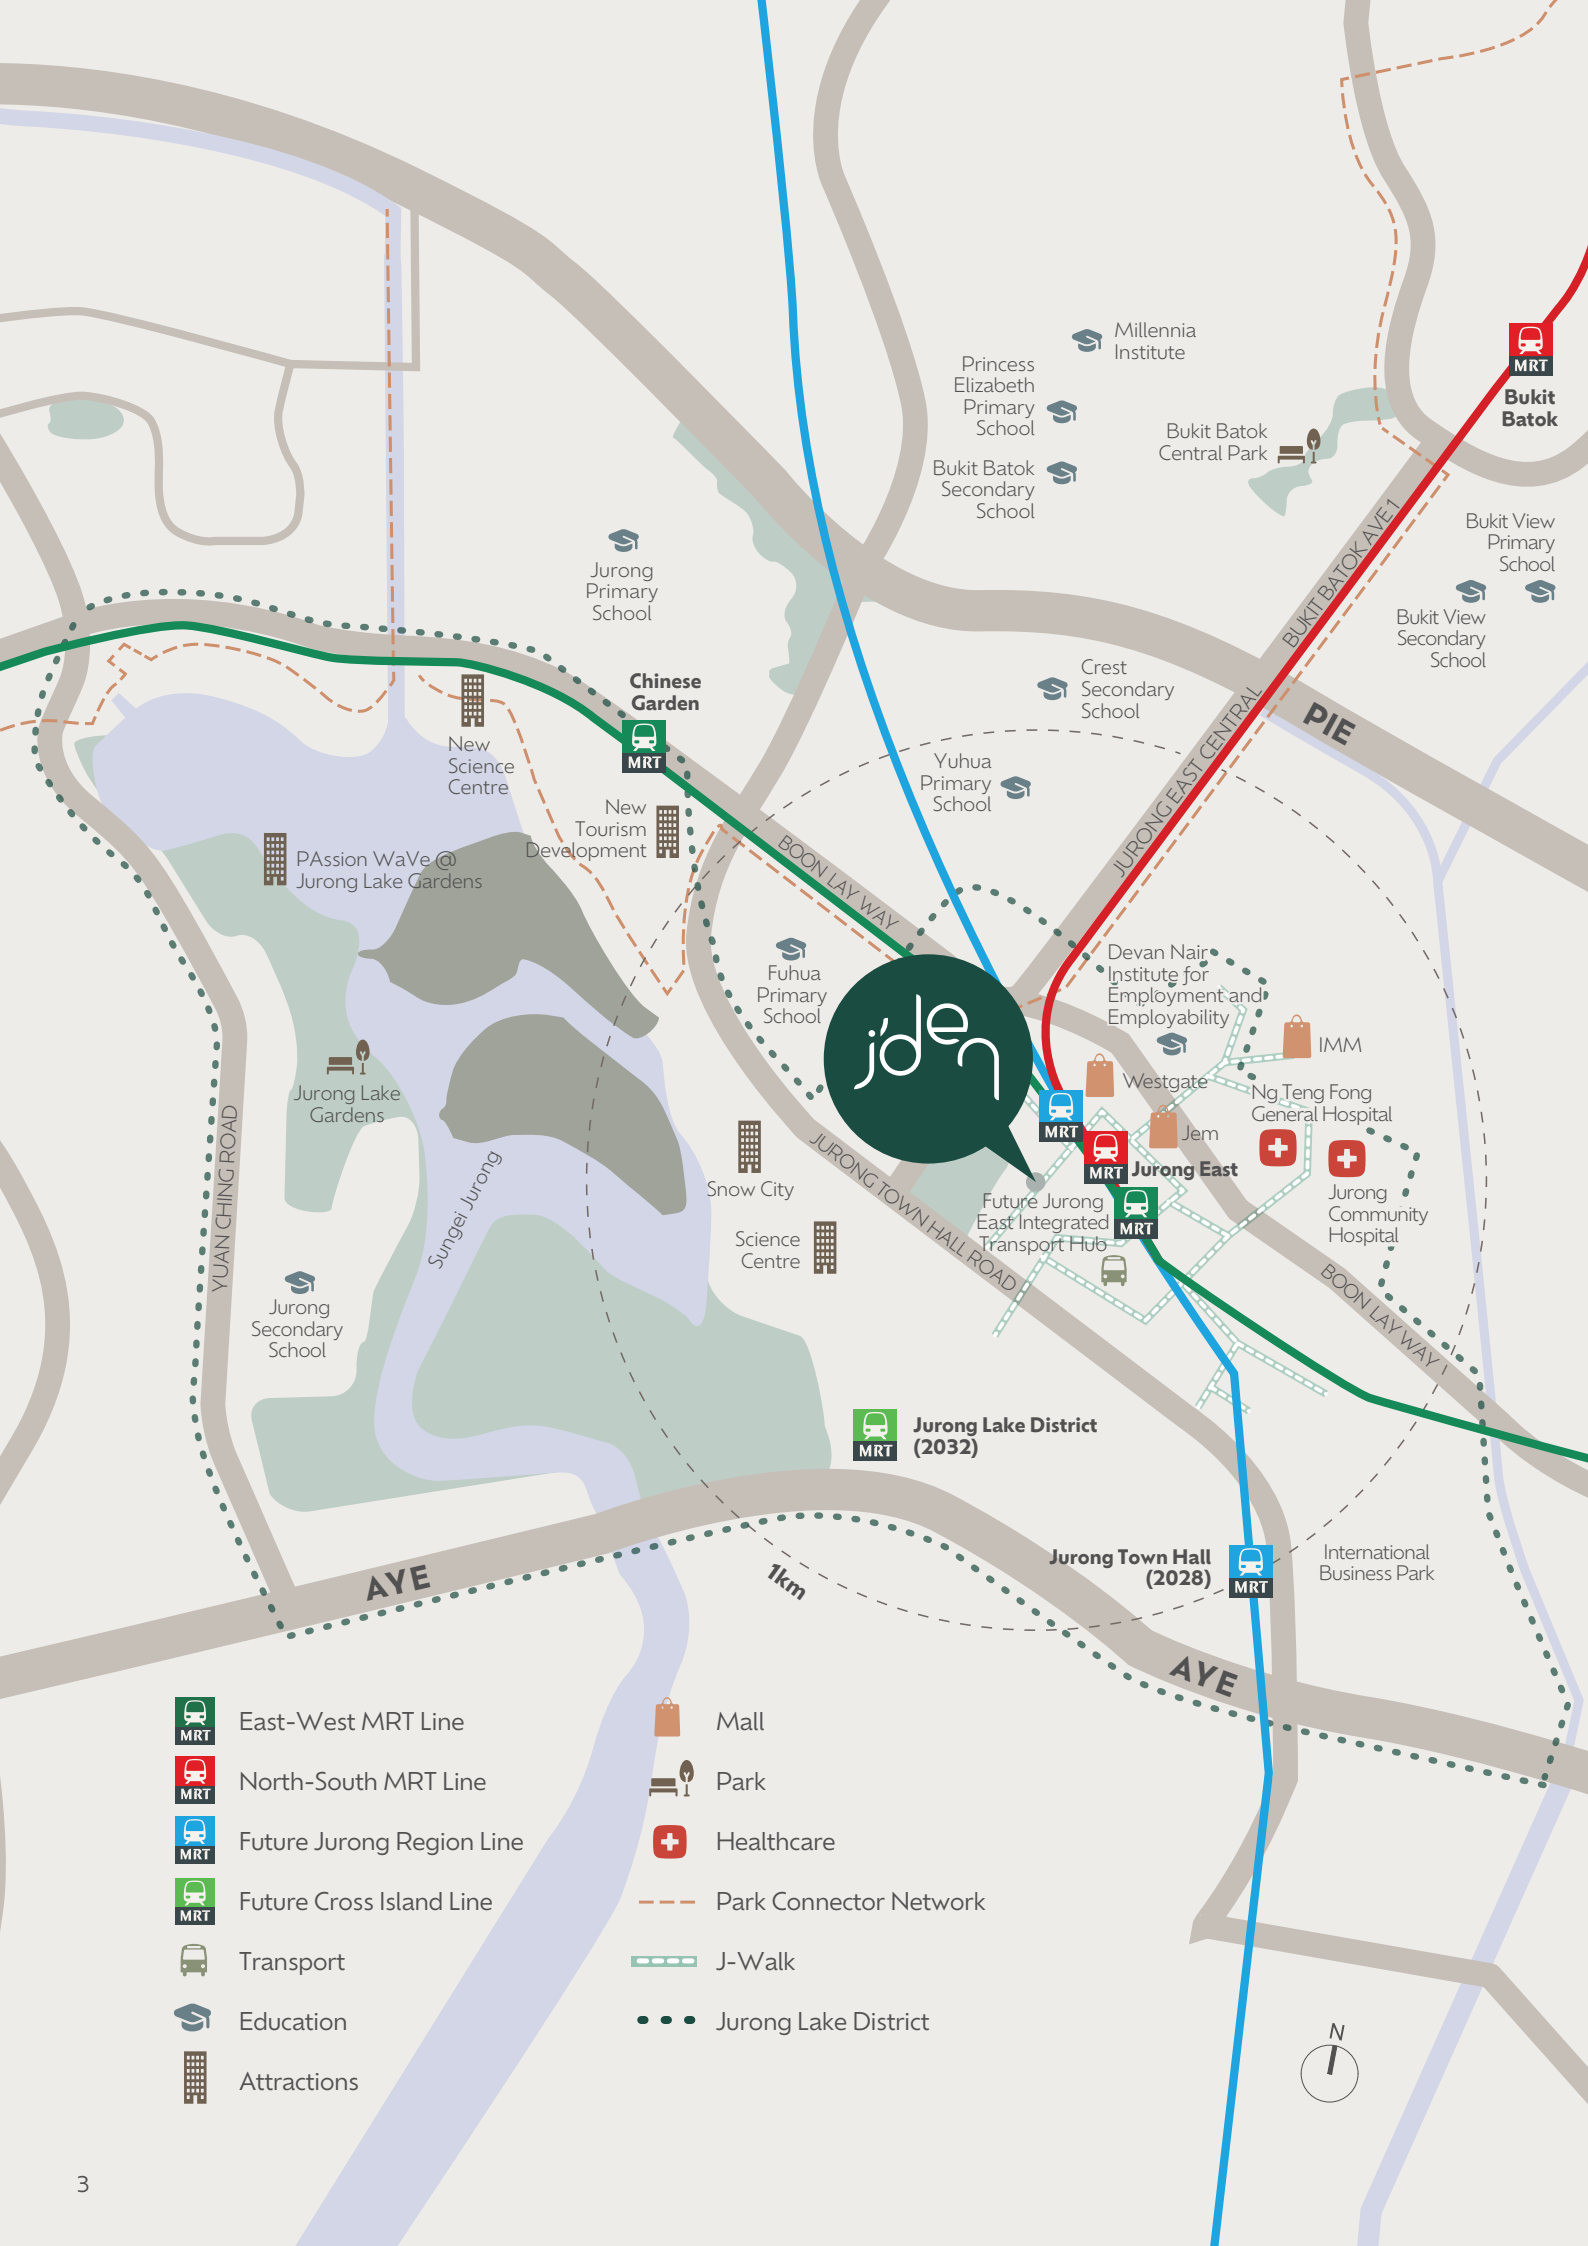 Millennia
Institute
Princess
Elizabeth
Primary
School
MRT
Bukit
Batok
Bukit Batok
Central Park
Bukit Batok
Secondary
School
BUKIT BATOK AVE 1
Bukit View
Primary
School
Jurong
Primary
School
Bukit View
Secondary
School
Crest
Secondary
School
Chinese
Garden
MRT
JURONG EAST CENTRAL
PIE
New
Science
Centre
Yuhua
Primary
School
New
Tourism
Development
PAssion WaVe @
Jurong Lake Gardens
BOON LAY WAY
Fuhua
Primary
School
Devan Nair
Institute for
Employment and
Employability
j'den
IMM
Westgate
Jurong Lake
Gardens
Ng Teng Fong
General Hospital
MRT
Jem
MRT
Jurong East
YUAN CHING ROAD
Sungei Jurong
JURONG TOWN HALL ROAD
Snow City
Future Jurong
East Integrated
Transport Hub
MRT
Jurong
Community
Hospital
Science
Centre
BOON LAY WAY
Jurong
Secondary
School
MRT
Jurong Lake District
(2032)
Jurong Town Hall
(2028)
MRT
International
Business Park
AYE
1km
AYE
MRT
East-West MRT Line
MRT
North-South MRT Line
MRT
Future Jurong Region Line
MRT
Future Cross Island Line
Transport
Education
Attractions
Mall
Park
Healthcare
Park Connector Network
J-Walk
Jurong Lake District
N
3